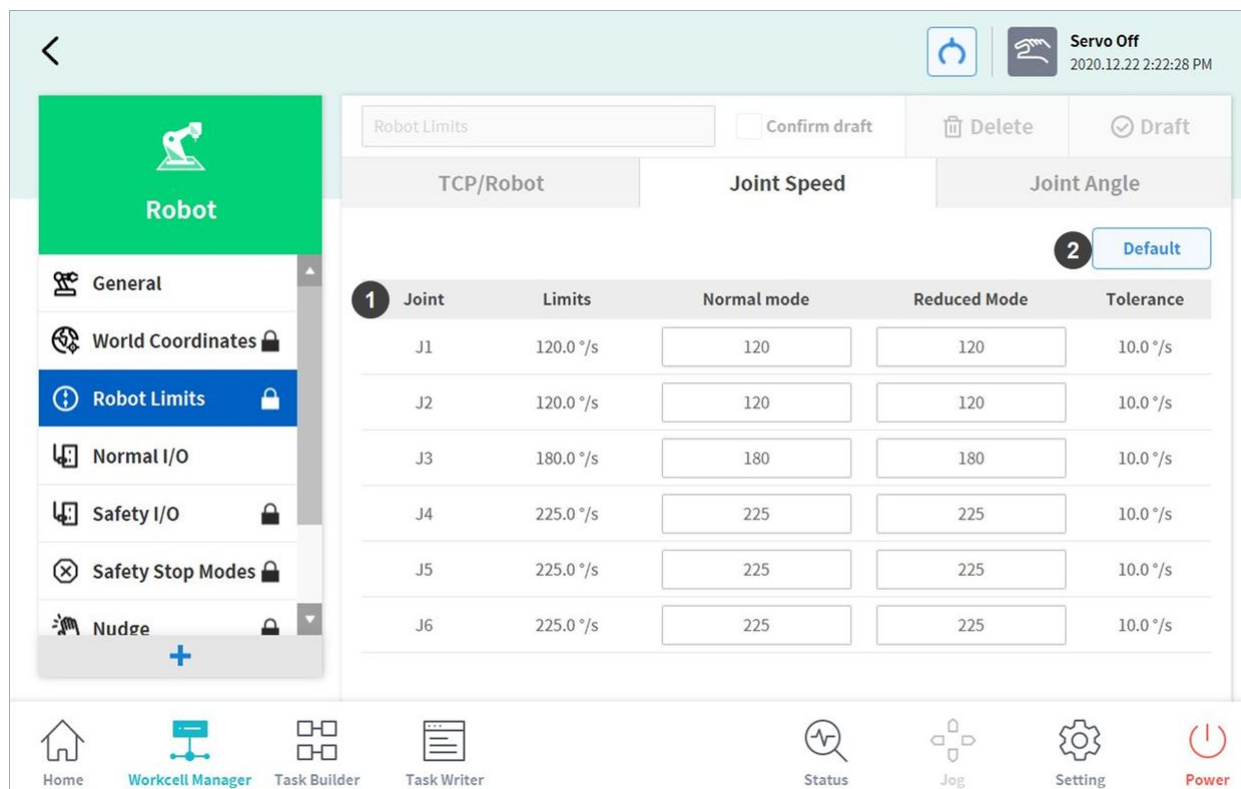 Servo Off
2020.12.22 2:22:28 PM
Robot
General
World Coordinates
Robot Limits
Normal I/O
Safety I/O
Safety Stop Modes
Nudge
+
Robot Limits
Confirm draft
Delete
Draft
TCP/Robot Joint Speed Joint Angle
2 Default
1 Joint Limits Normal mode Reduced Mode Tolerance
J1 120.0 °/s 120 120 10.0 °/s
J2 120.0 °/s 120 120 10.0 °/s
J3 180.0 °/s 180 180 10.0 °/s
J4 225.0 °/s 225 225 10.0 °/s
J5 225.0 °/s 225 225 10.0 °/s
J6 225.0 °/s 225 225 10.0 °/s
Home Workcell Manager Task Builder Task Writer Status Jog Setting Power